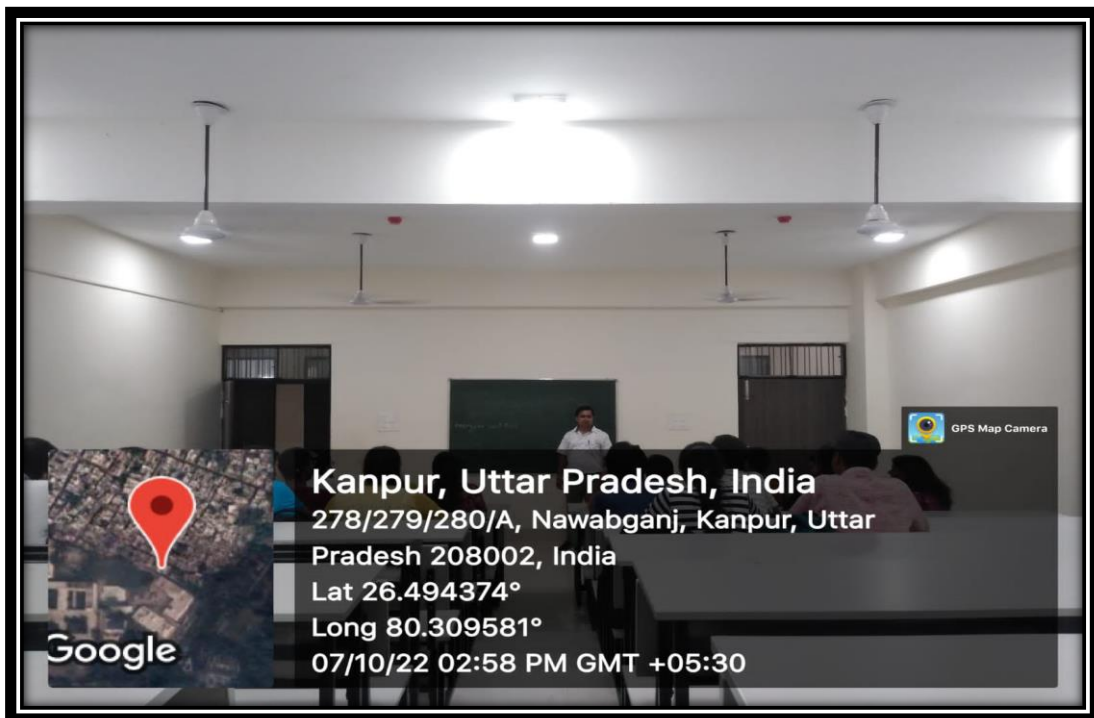 GPS Map Camera
Kanpur, Uttar Pradesh, India
278/279/280/A, Nawabganj, Kanpur, Uttar
Pradesh 208002, India
Lat 26.494374°
Long 80.309581°
07/10/22 02:58 PM GMT +05:30
Google